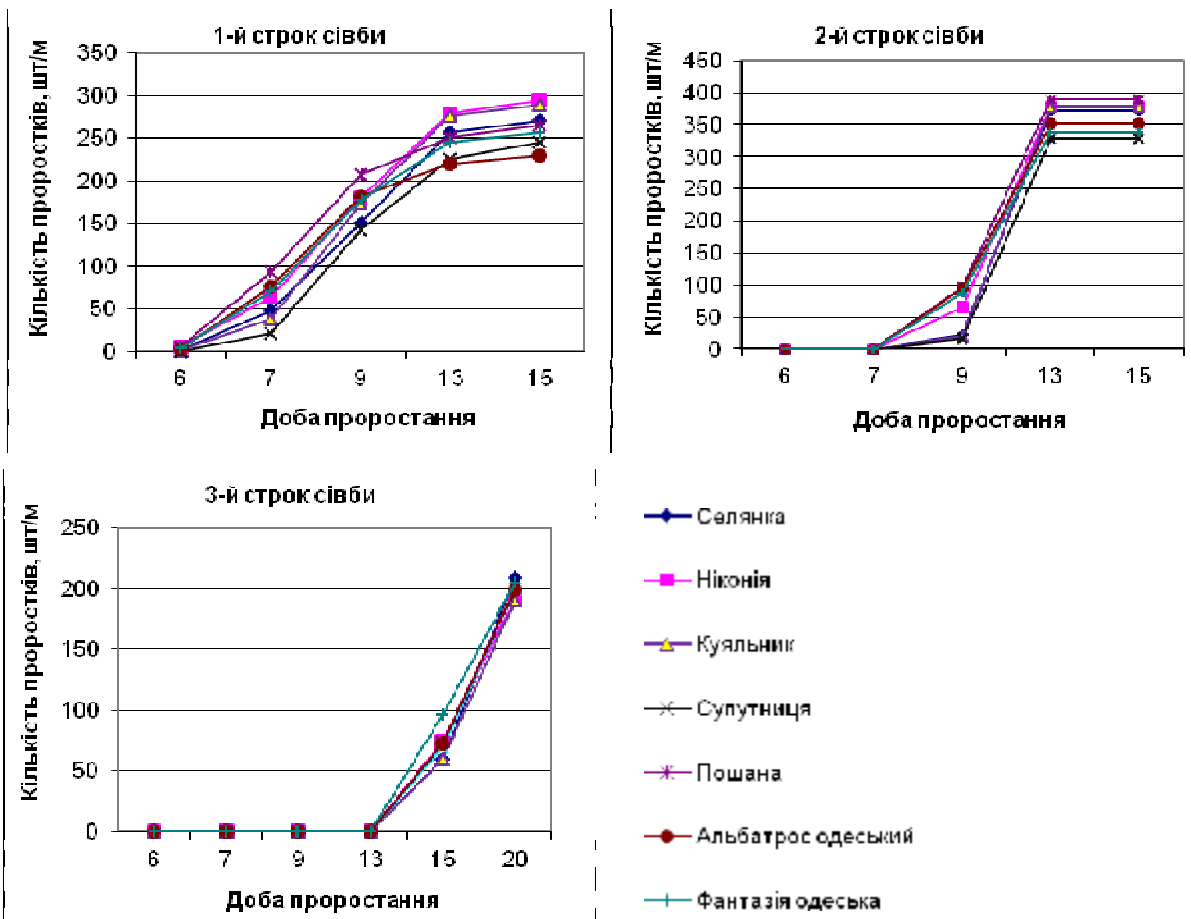 1-й строк сівби
Кількість проростків, шт/м
350
300
250
200
150
100
50
0
6 7 9 13 15
Доба проростання
2-й строк сівби
Кількість проростків, шт/м
450
400
350
300
250
200
150
100
50
0
6 7 9 13 15
Доба проростання
3-й строк сівби
Кількість проростків, шт/м
250
200
150
100
50
0
6 7 9 13 15 20
Доба проростання
Селянка
Ніконія
Куяльник
Супутниця
Пошана
Альбатрос одеський
Фантазія одеська